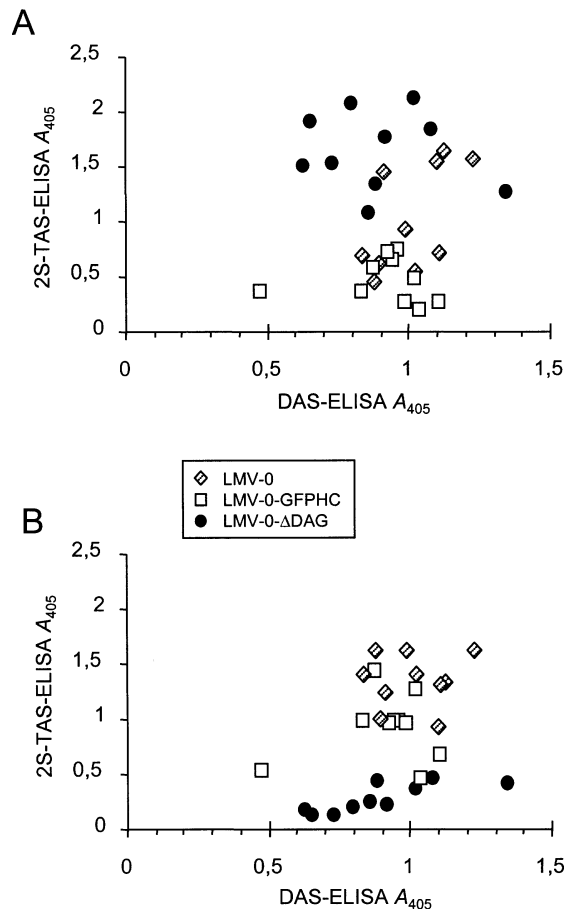 A
2,5
2
1,5
1
0,5
0
2S-TAS-ELISA A405
0 0,5 1 1,5
DAS-ELISA A405
LMV-0
LMV-0-GFPHC
LMV-0-ΔDAG
B
2,5
2
1,5
1
0,5
0
2S-TAS-ELISA A405
0 0,5 1 1,5
DAS-ELISA A405